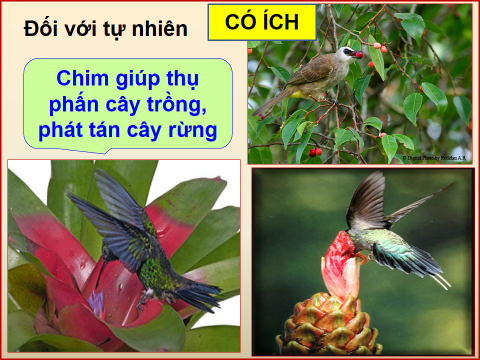 Đối với tự nhiên
CÓ ÍCH
Chim giúp thụ
phấn cây trồng,
phát tán cây rừng